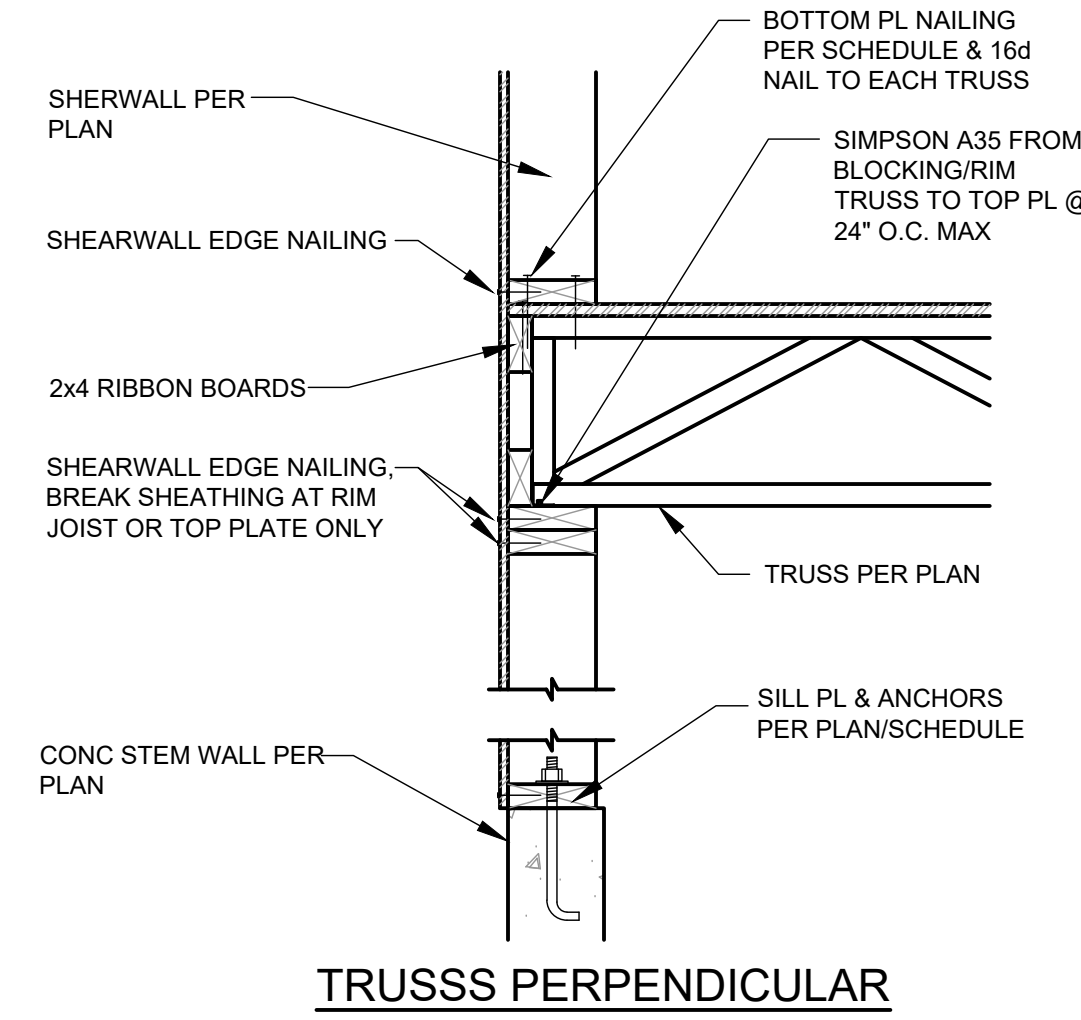 BOTTOM PL NAILING
PER SCHEDULE & 16d
NAIL TO EACH TRUSS
SHERWALL PER
PLAN
SIMPSON A35 FROM
BLOCKING/RIM
TRUSS TO TOP PL @
24" O.C. MAX
SHEARWALL EDGE NAILING
2x4 RIBBON BOARDS
SHEARWALL EDGE NAILING,
BREAK SHEATHING AT RIM
JOIST OR TOP PLATE ONLY
TRUSS PER PLAN
SILL PL & ANCHORS
PER PLAN/SCHEDULE
CONC STEM WALL PER
PLAN
TRUSSS PERPENDICULAR